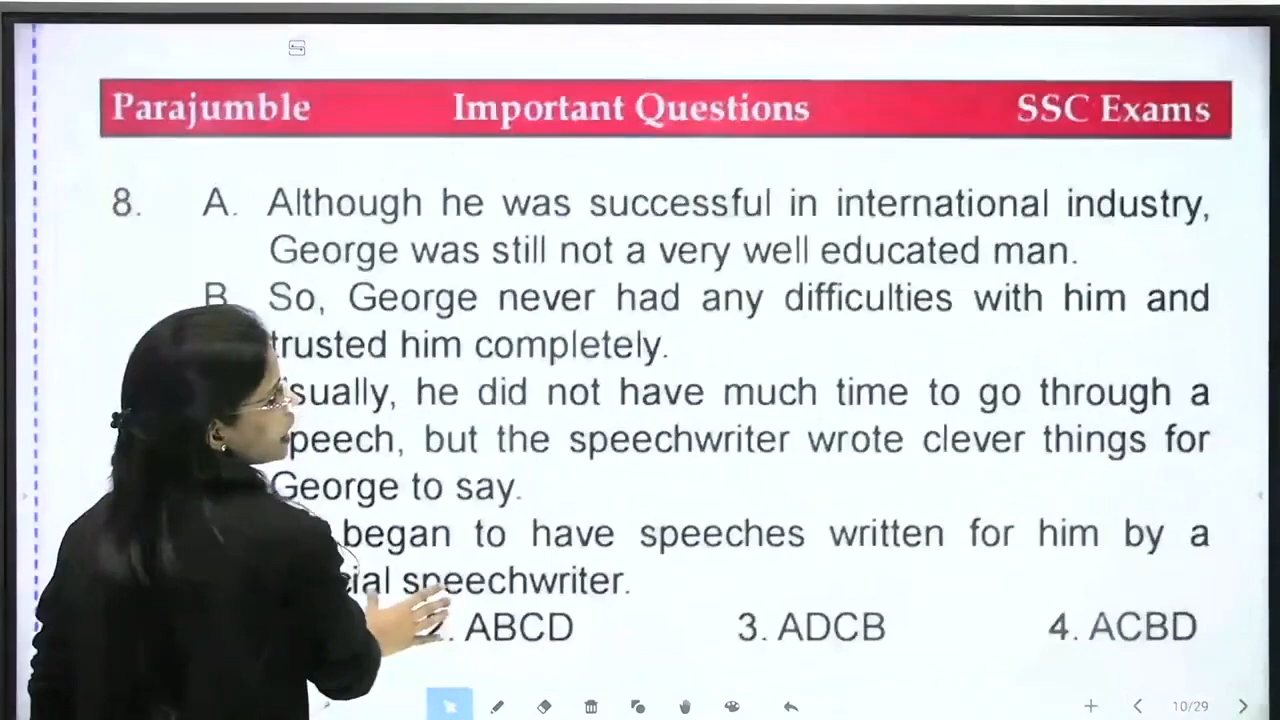 Parajumble Important Questions SSC Exams
8. A. Although he was successful in international industry,
George was still not a very well educated man.
B. So, George never had any difficulties with him and
trusted him completely.
he did not have much time to go through a
but the speechwriter wrote clever things for
George to say.
began to have speeches written for him by a
speechwriter.
2. ABCD 3. ADCB 4. ACBD
10/29